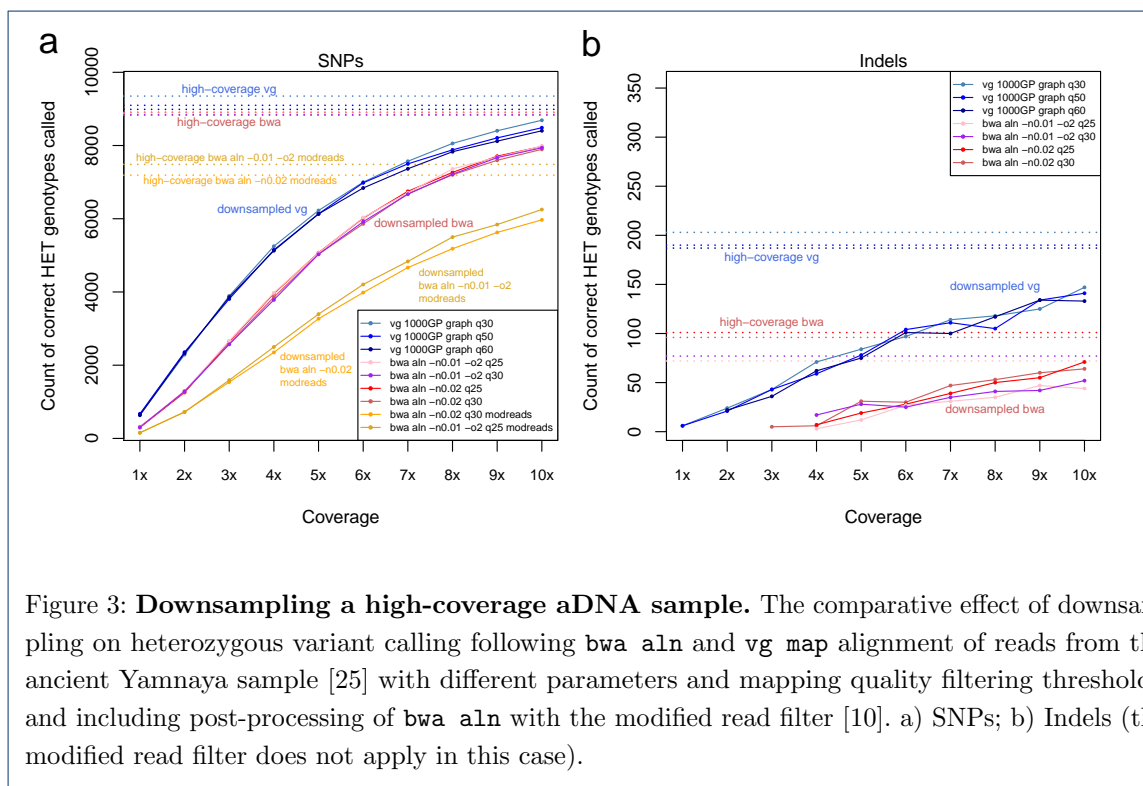 a
SNPs
Count of correct HET genotypes called
0
2000
4000
6000
8000
10000
high−coverage vg
high−coverage bwa
high−coverage bwa aln −0.01 −o2 modreads
high−coverage bwa aln −n0.02 modreads
downsampled vg
downsampled bwa
downsampled
bwa aln −n0.01 −o2
modreads
downsampled
bwa aln −n0.02
modreads
vg 1000GP graph q30
vg 1000GP graph q50
vg 1000GP graph q60
bwa aln −n0.01 −o2 q25
bwa aln −n0.01 −o2 q30
bwa aln −n0.02 q25
bwa aln −n0.02 q30
bwa aln −n0.02 q30 modreads
bwa aln −n0.01 −o2 q25 modreads
1x 2x 3x 4x 5x 6x 7x 8x 9x 10x
Coverage
b
Indels
Count of correct HET genotypes called
0
50
100
150
200
250
300
350
vg 1000GP graph q30
vg 1000GP graph q50
vg 1000GP graph q60
bwa aln −n0.01 −o2 q25
bwa aln −n0.01 −o2 q30
bwa aln −n0.02 q25
bwa aln −n0.02 q30
high−coverage vg
downsampled vg
high−coverage bwa
downsampled bwa
1x 2x 3x 4x 5x 6x 7x 8x 9x 10x
Coverage
Figure 3: Downsampling a high-coverage aDNA sample. The comparative effect of downsam
pling on heterozygous variant calling following bwa aln and vg map alignment of reads from th
ancient Yamnaya sample [25] with different parameters and mapping quality filtering threshold
and including post-processing of bwa aln with the modified read filter [10]. a) SNPs; b) Indels (th
modified read filter does not apply in this case).